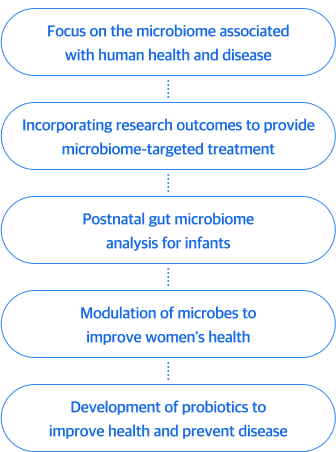 Focus on the microbiome associated
with human health and disease
Incorporating research outcomes to provide
microbiome-targeted treatment
Postnatal gut microbiome
analysis for infants
Modulation of microbes to
improve women's health
Development of probiotics to
improve health and prevent disease